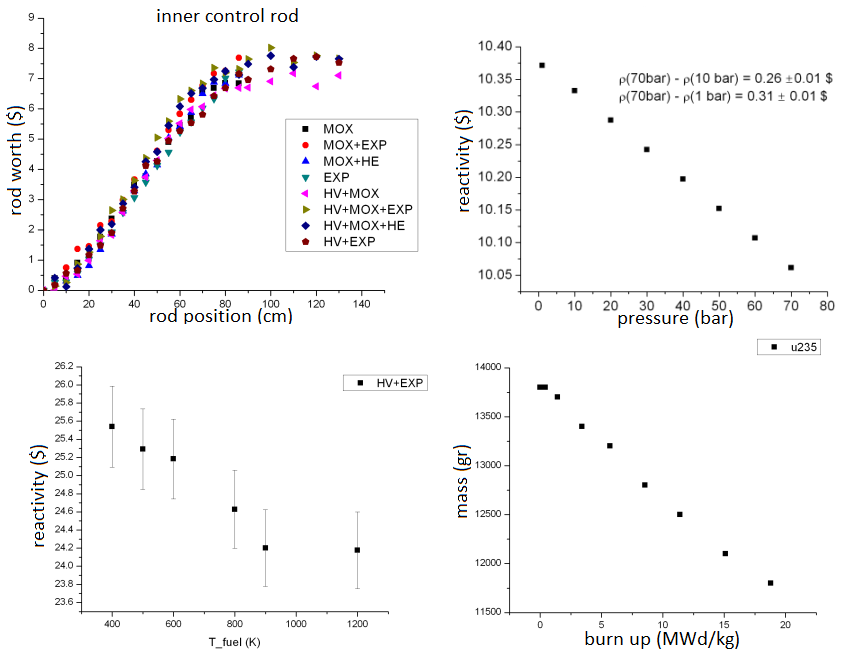 inner control rod
9
8
7
6
5
4
3
2
1
0
rod worth ($)
0 20 40 60 80 100 120 140
rod position (cm)
MOX
MOX+EXP
MOX+HE
EXP
HV+MOX
HV+MOX+EXP
HV+MOX+HE
HV+EXP
10.40
10.35
10.30
10.25
10.20
10.15
10.10
10.05
reactivity ($)
ρ(70bar) - ρ(10 bar) = 0.26 ±0.01 $
ρ(70bar) - ρ(1 bar) = 0.31 ± 0.01 $
0 10 20 30 40 50 60 70 80
pressure (bar)
26.2
26.0
25.8
25.6
25.4
25.2
25.0
24.8
24.6
24.4
24.2
24.0
23.8
23.6
reactivity ($)
HV+EXP
400 600 800 1000 1200
T_fuel (K)
u235
14000
13500
13000
12500
12000
11500
mass (gr)
0 5 10 15 20
burn up (MWd/kg)